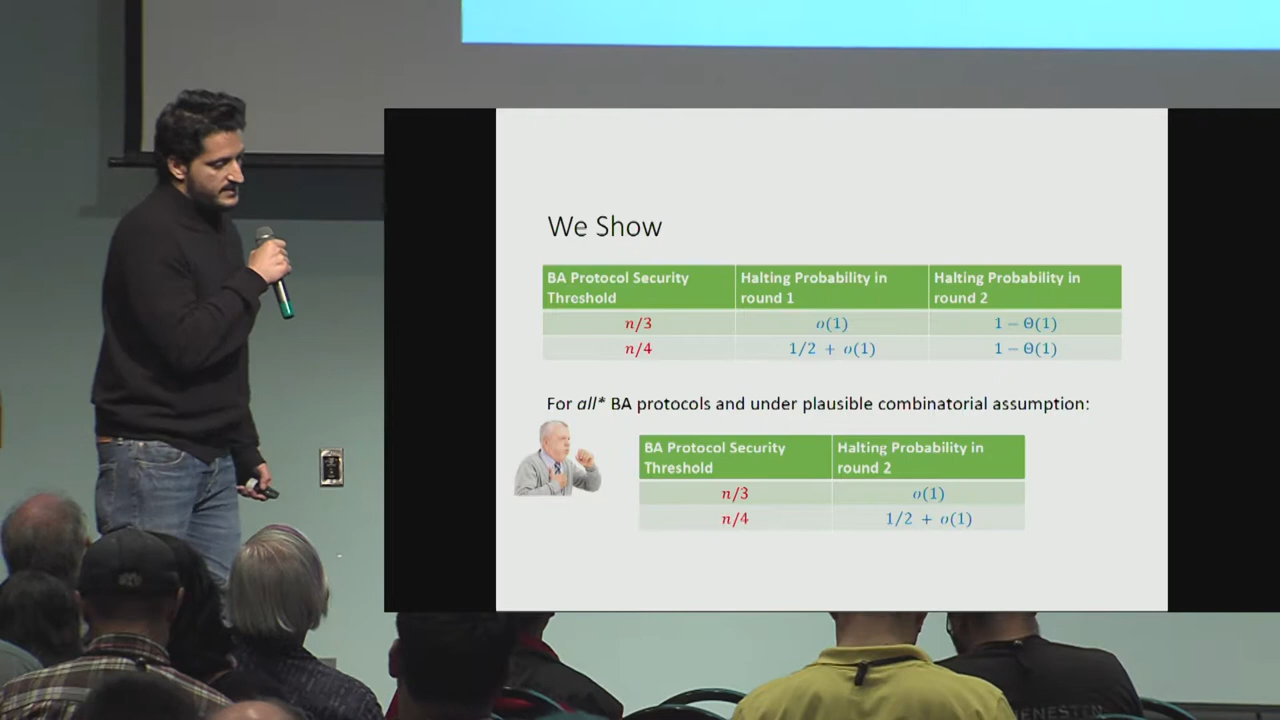 We Show
BA Protocol Security Threshold
Halting Probability in round 1
Halting Probability in round 2
n/3 o(1) 1 − Θ(1)
n/4 1/2 + o(1) 1 − Θ(1)
For all* BA protocols and under plausible combinatorial assumption:
BA Protocol Security Threshold
Halting Probability in round 2
n/3 o(1)
n/4 1/2 + o(1)